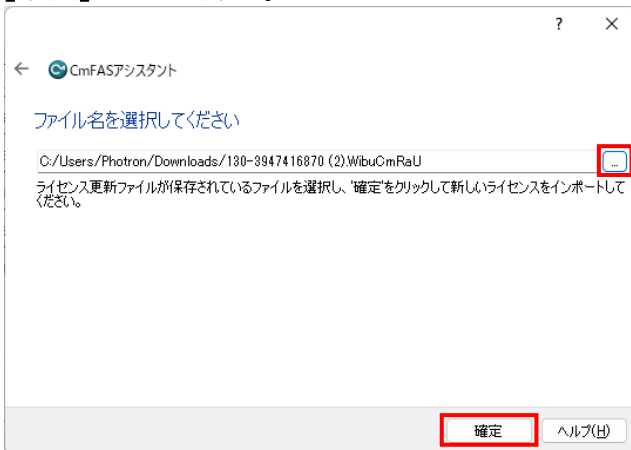 ? ×
← CmFASアシスタント
ファイル名を選択してください
C:/Users/Photron/Downloads/130-3947416870 (2).WibuCmRaU
...
ライセンス更新ファイルが保存されているファイルを選択し、'確定'をクリックして新しいライセンスをインポートして
ください。
確定 ヘルプ(H)